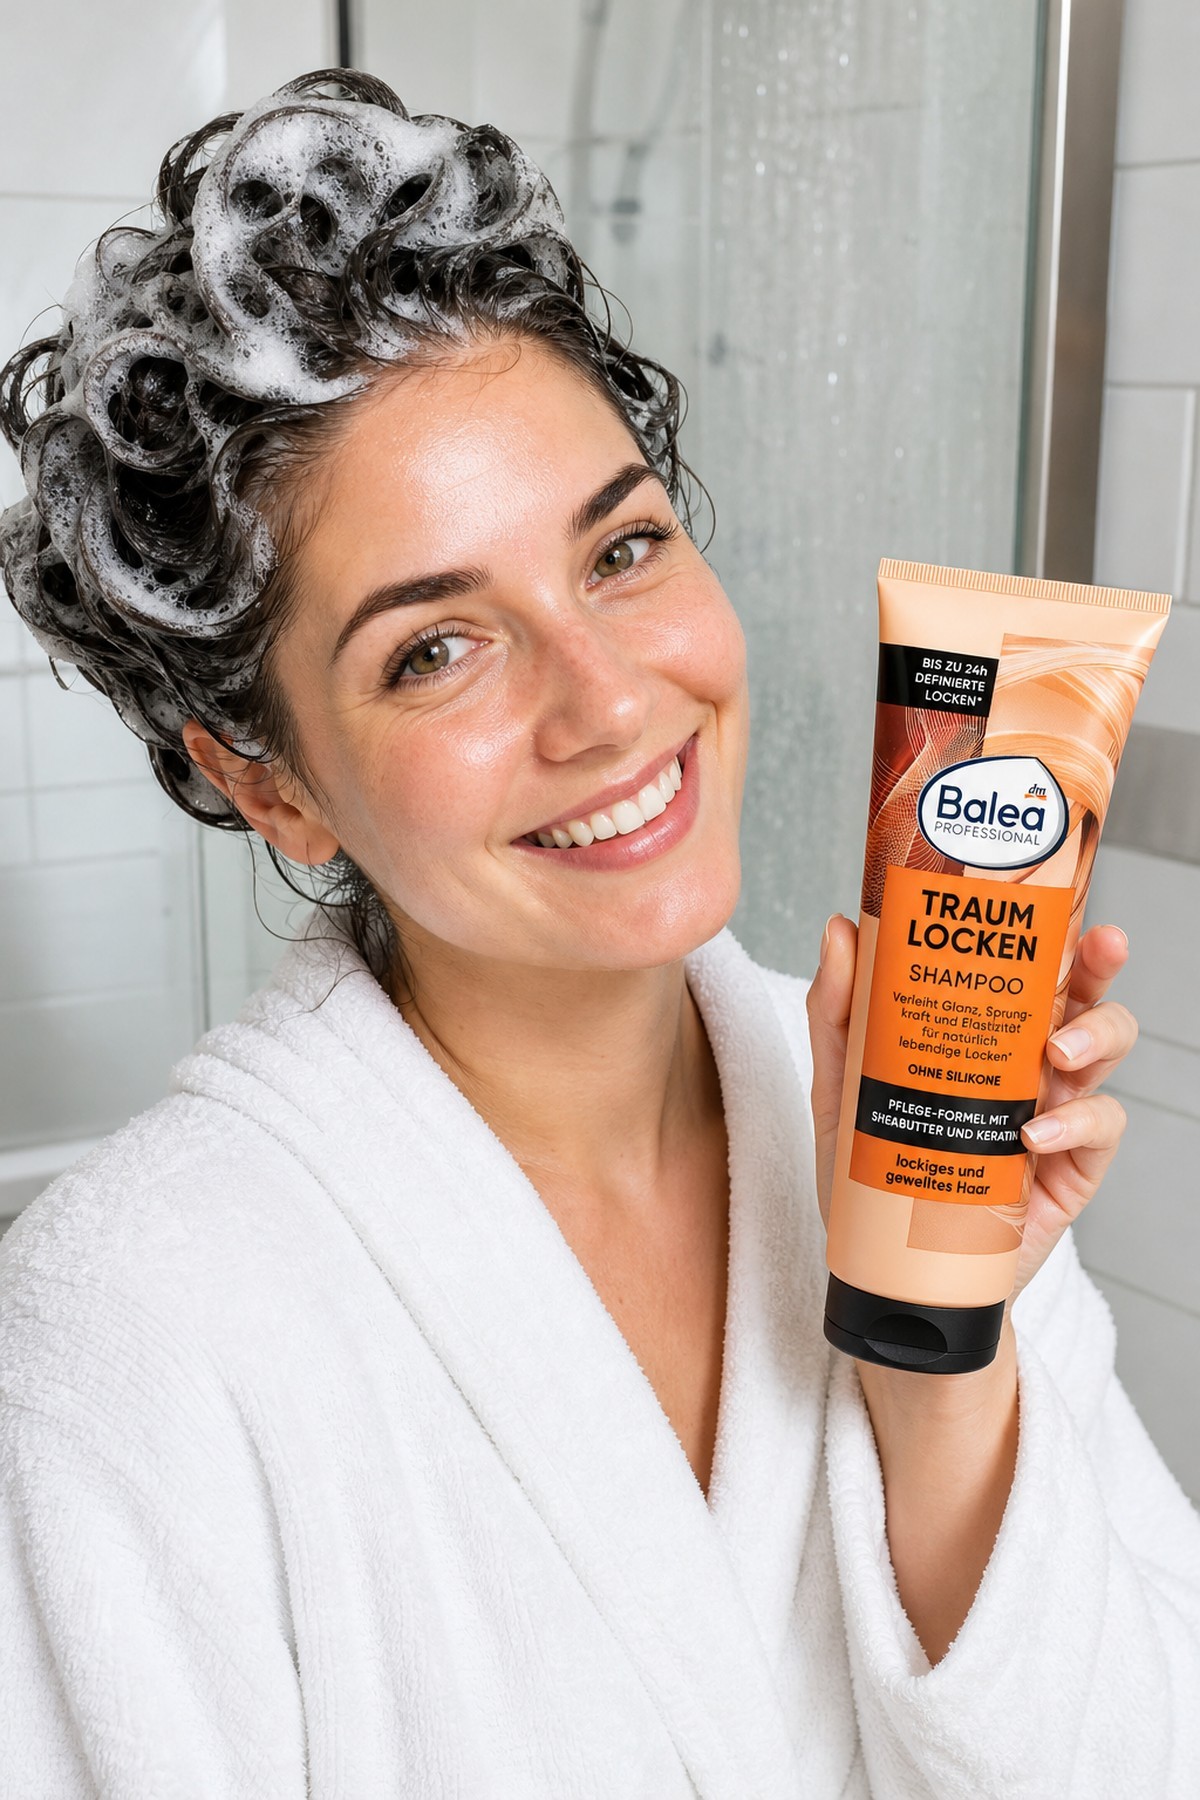 BIS ZU 24h
DEFINIERTE
LOCKEN*
dm
Balea
PROFESSIONAL
TRAUM
LOCKEN
SHAMPOO
Verleiht Glanz, Sprung-
kraft und Elastizität
für natürlich
lebendige Locken*
OHNE SILIKONE
PFLEGE-FORMEL MIT
SHEABUTTER UND KERATIN
lockiges und
gewelltes Haar